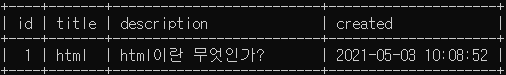 | id | title | description | created |
| 1 | html | html이란 무엇인가? | 2021-05-03 10:08:52 |